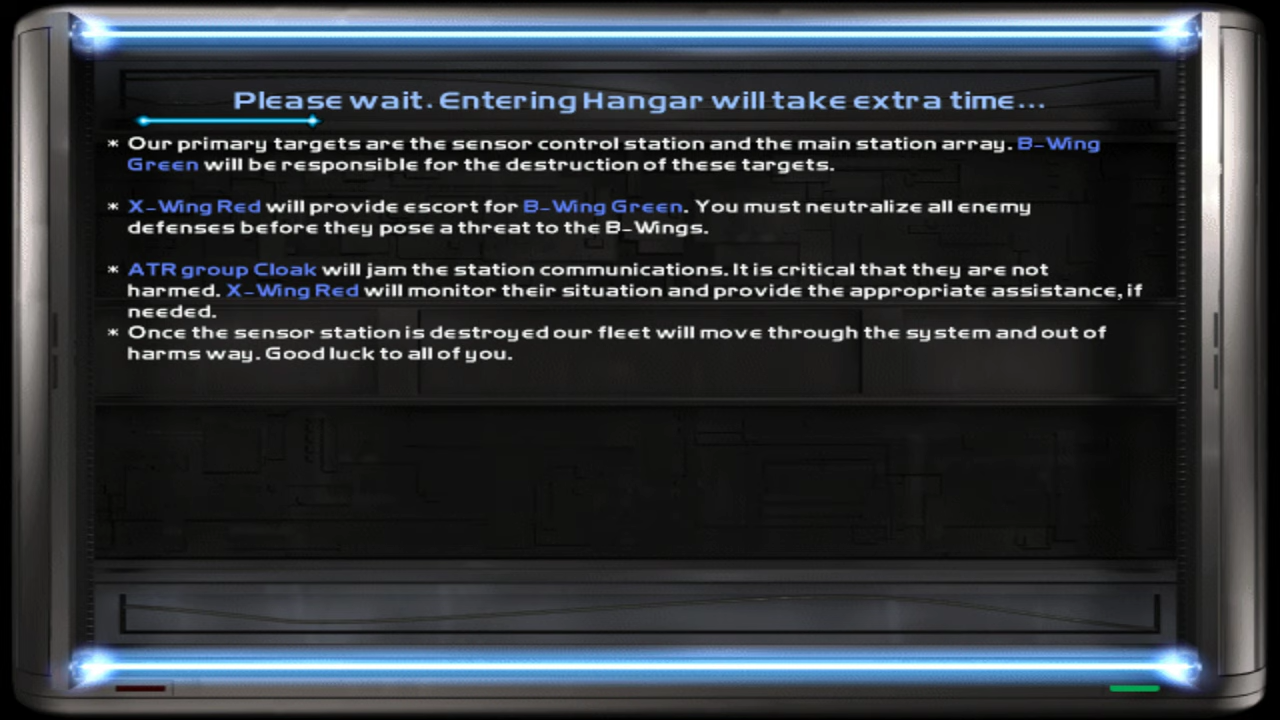 Please wait. Entering Hangar will take extra time...
* Our primary targets are the sensor control station and the main station array. B-Wing
Green will be responsible for the destruction of these targets.
* X-Wing Red will provide escort for B-Wing Green. You must neutralize all enemy
defenses before they pose a threat to the B-Wings.
* ATR group Cloak will jam the station communications. It is critical that they are not
harmed. X-Wing Red will monitor their situation and provide the appropriate assistance, if
needed.
* Once the sensor station is destroyed our fleet will move through the system and out of
harms way. Good luck to all of you.